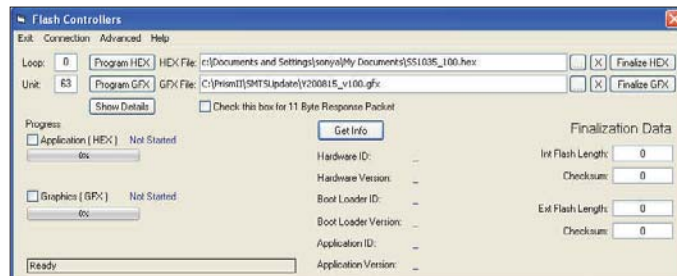 Flash Controllers
Exit Connection Advanced Help
Loop: 0 Program HEX HEX File: c:\Documents and Settings\sonyal\My Documents\SS1035_100.hex X Finalize HEX
Unit: 63 Program GFX GFX File: C:\PrismII\SMTSUpdate\Y200815_v100.gfx X Finalize GFX
Show Details Check this box for 11 Byte Response Packet
Progress Get Info Finalization Data
Application ( HEX ) Not Started
0% Hardware ID: _ Int Flash Length: 0
Hardware Version: _ Checksum: 0
Graphics ( GFX ) Not Started Boot Loader ID: _
0% Boot Loader Version: _ Ext Flash Length: 0
Application ID: _ Checksum: 0
Ready Application Version: _